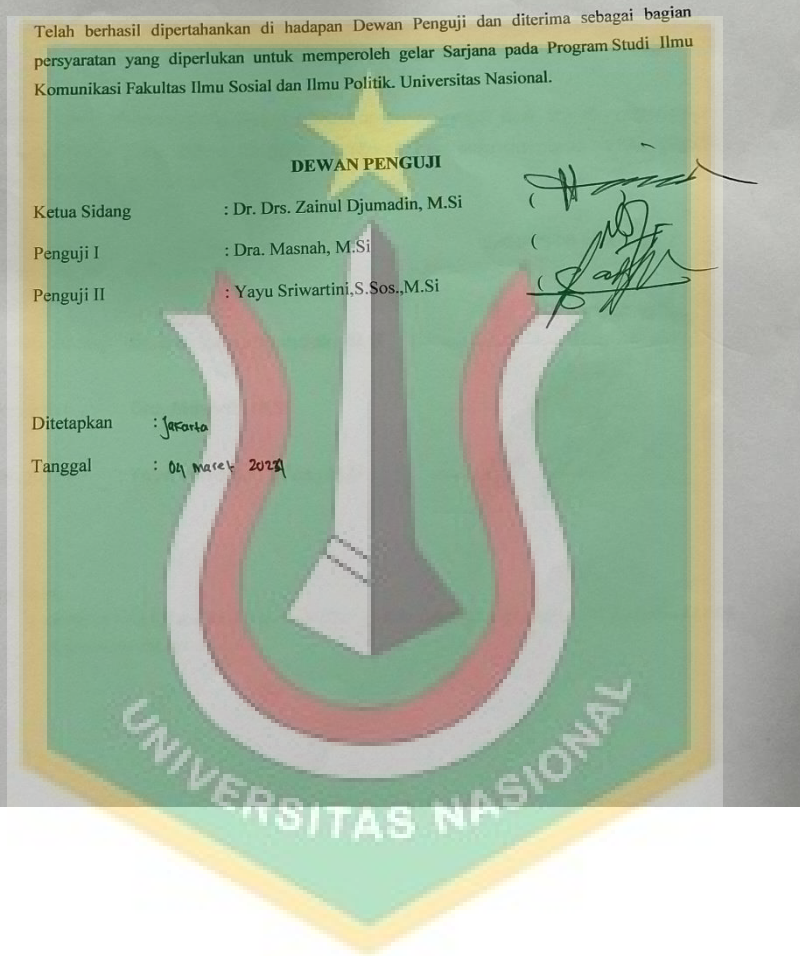 Telah berhasil dipertahankan di hadapan Dewan Penguji dan diterima sebagai bagian
persyaratan yang diperlukan untuk memperoleh gelar Sarjana pada Program Studi Ilmu
Komunikasi Fakultas Ilmu Sosial dan Ilmu Politik. Universitas Nasional.
DEWAN PENGUJI
Ketua Sidang : Dr. Drs. Zainul Djumadin, M.Si (
Penguji I : Dra. Masnah, M.Si (
Penguji II : Yayu Sriwartini,S.Sos.,M.Si (
Ditetapkan : Jakarta
Tanggal : 04 Maret
UNIVERSITAS NASIONAL